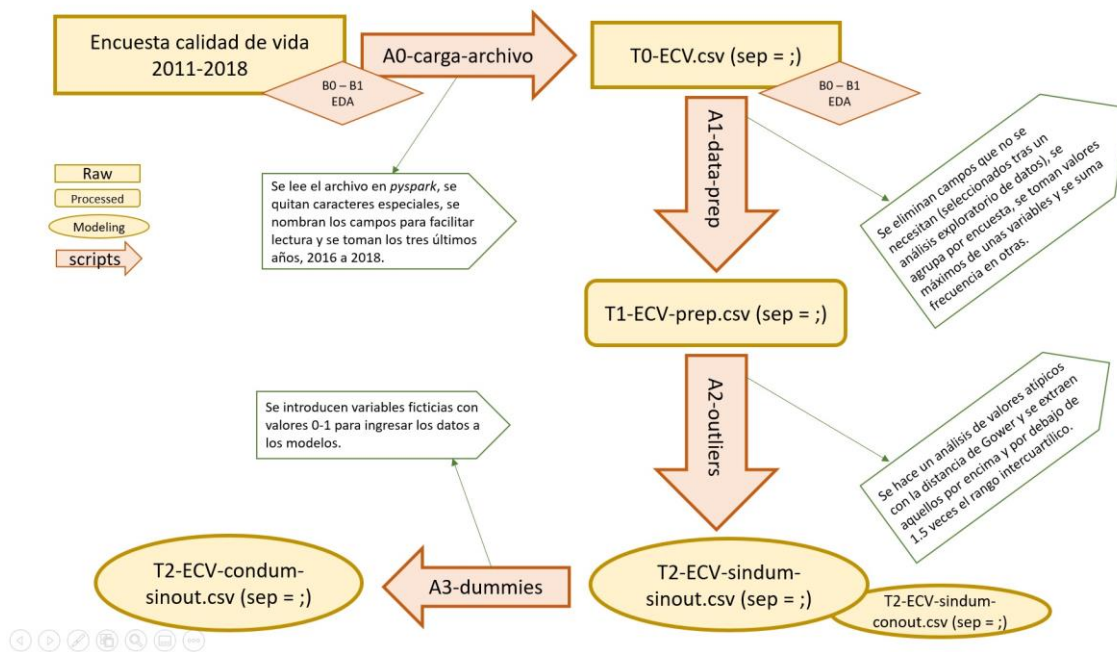 Encuesta calidad de vida
2011-2018
B0 – B1
EDA
A0-carga-archivo
T0-ECV.csv (sep = ;)
B0 – B1
EDA
Raw
Processed
Modeling
scripts
Se lee el archivo en pyspark, se
quitan caracteres especiales, se
nombran los campos para facilitar
lectura y se toman los tres últimos
años, 2016 a 2018.
A1-data-prep
Se eliminan campos que no se
necesitan (seleccionados tras un
análisis exploratorio de datos), se
agrupa por encuesta, se toman valores
máximos de unas variables y se suma
frecuencia en otras.
T1-ECV-prep.csv (sep = ;)
A2-outliers
Se hace un análisis de valores atípicos
con la distancia de Gower y se extraen
aquellos por encima y por debajo de
1.5 veces el rango intercuartílico.
Se introducen variables ficticias con
valores 0-1 para ingresar los datos a
los modelos.
T2-ECV-condum-
sinout.csv (sep = ;)
A3-dummies
T2-ECV-sindum-
sinout.csv (sep = ;)
T2-ECV-sindum-
conout.csv (sep = ;)